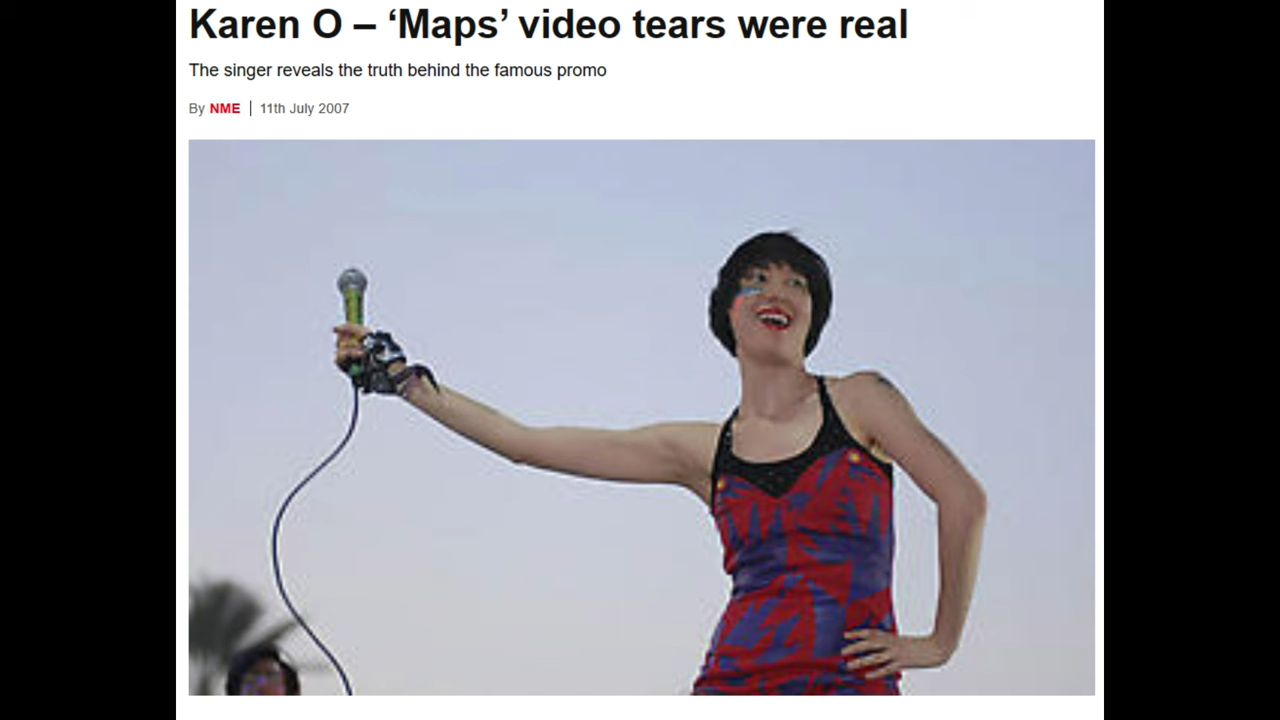 Karen O – ‘Maps’ video tears were real
The singer reveals the truth behind the famous promo
By NME | 11th July 2007